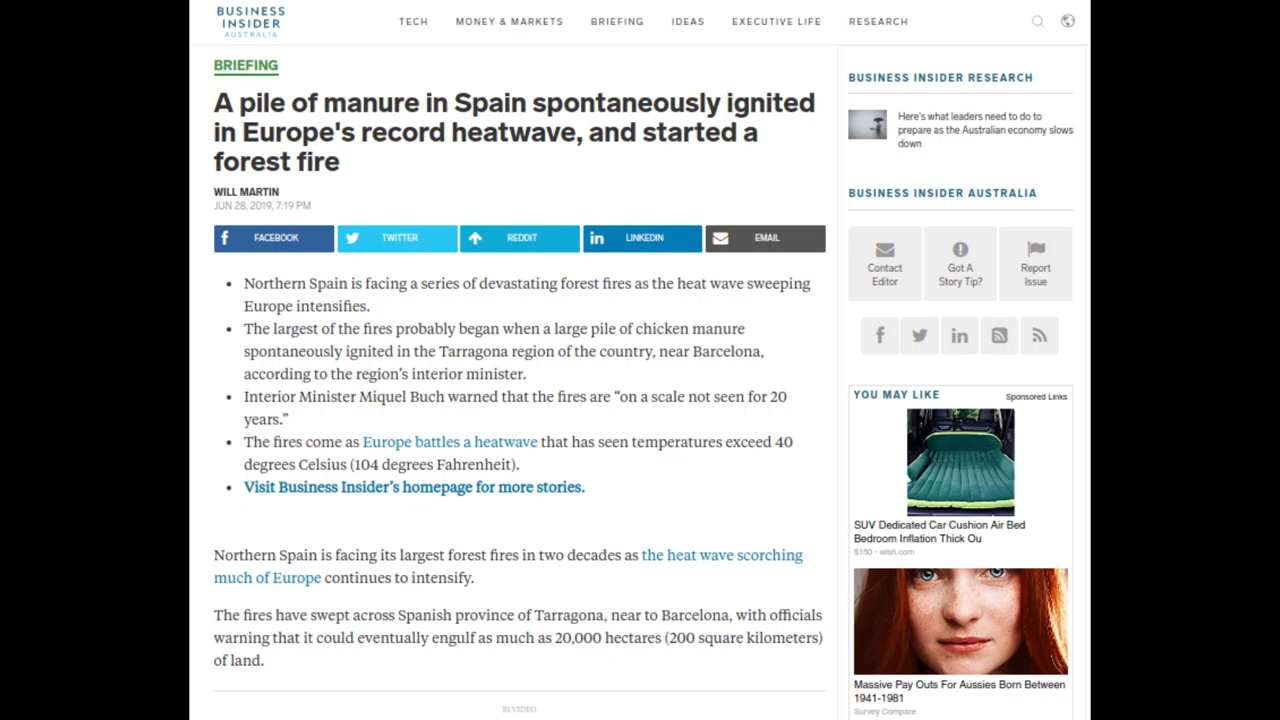 BUSINESS
INSIDER
AUSTRALIA
TECH MONEY & MARKETS BRIEFING IDEAS EXECUTIVE LIFE RESEARCH
BRIEFING
A pile of manure in Spain spontaneously ignited
in Europe's record heatwave, and started a
forest fire
WILL MARTIN
JUN 28, 2019, 7:19 PM
FACEBOOK TWITTER REDDIT LINKEDIN EMAIL
• Northern Spain is facing a series of devastating forest fires as the heat wave sweeping
Europe intensifies.
• The largest of the fires probably began when a large pile of chicken manure
spontaneously ignited in the Tarragona region of the country, near Barcelona,
according to the region's interior minister.
• Interior Minister Miquel Buch warned that the fires are “on a scale not seen for 20
years.”
• The fires come as Europe battles a heatwave that has seen temperatures exceed 40
degrees Celsius (104 degrees Fahrenheit).
• Visit Business Insider's homepage for more stories.
Northern Spain is facing its largest forest fires in two decades as the heat wave scorching
much of Europe continues to intensify.
The fires have swept across Spanish province of Tarragona, near to Barcelona, with officials
warning that it could eventually engulf as much as 20,000 hectares (200 square kilometers)
of land.
BI VIDEO
BUSINESS INSIDER RESEARCH
Here's what leaders need to do to
prepare as the Australian economy slows
down
BUSINESS INSIDER AUSTRALIA
Contact
Editor
Got A
Story Tip?
Report
Issue
YOU MAY LIKE Sponsored Links
SUV Dedicated Car Cushion Air Bed
Bedroom Inflation Thick Ou
$150 - wish.com
Massive Pay Outs For Aussies Born Between
1941-1981
Survey Compare